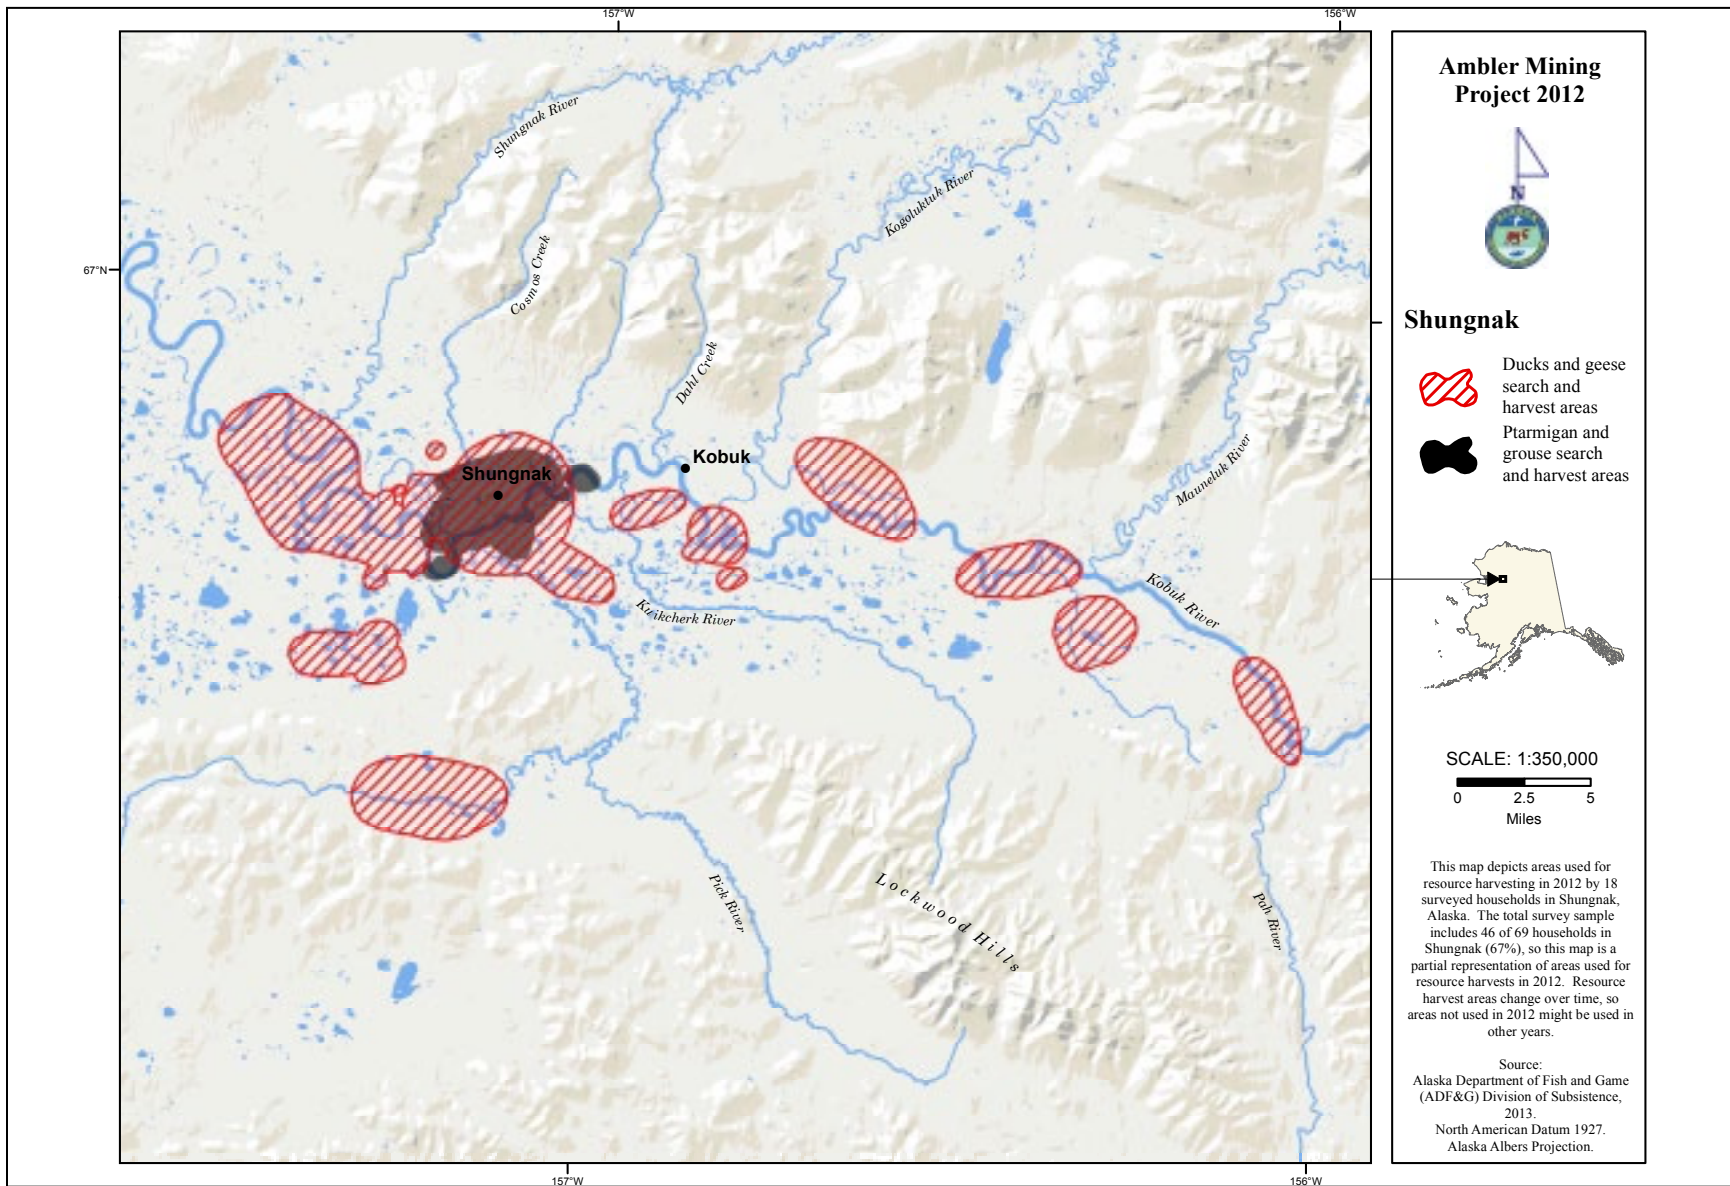 157°W
156°W
67°N
Shungnak River
Cosmos Creek
Dahl Creek
Kogoluktuk River
Mauneluk River
Shungnak
Kobuk
Kobuk River
Kwikcherk River
Pick River
Lockwood Hills
Pah River
157°W
156°W
Ambler Mining
Project 2012
N
Shungnak
Ducks and geese
search and
harvest areas
Ptarmigan and
grouse search
and harvest areas
SCALE: 1:350,000
0 2.5 5
Miles
This map depicts areas used for
resource harvesting in 2012 by 18
surveyed households in Shungnak,
Alaska. The total survey sample
includes 46 of 69 households in
Shungnak (67%), so this map is a
partial representation of areas used for
resource harvests in 2012. Resource
harvest areas change over time, so
areas not used in 2012 might be used in
other years.
Source:
Alaska Department of Fish and Game
(ADF&G) Division of Subsistence,
2013.
North American Datum 1927.
Alaska Albers Projection.